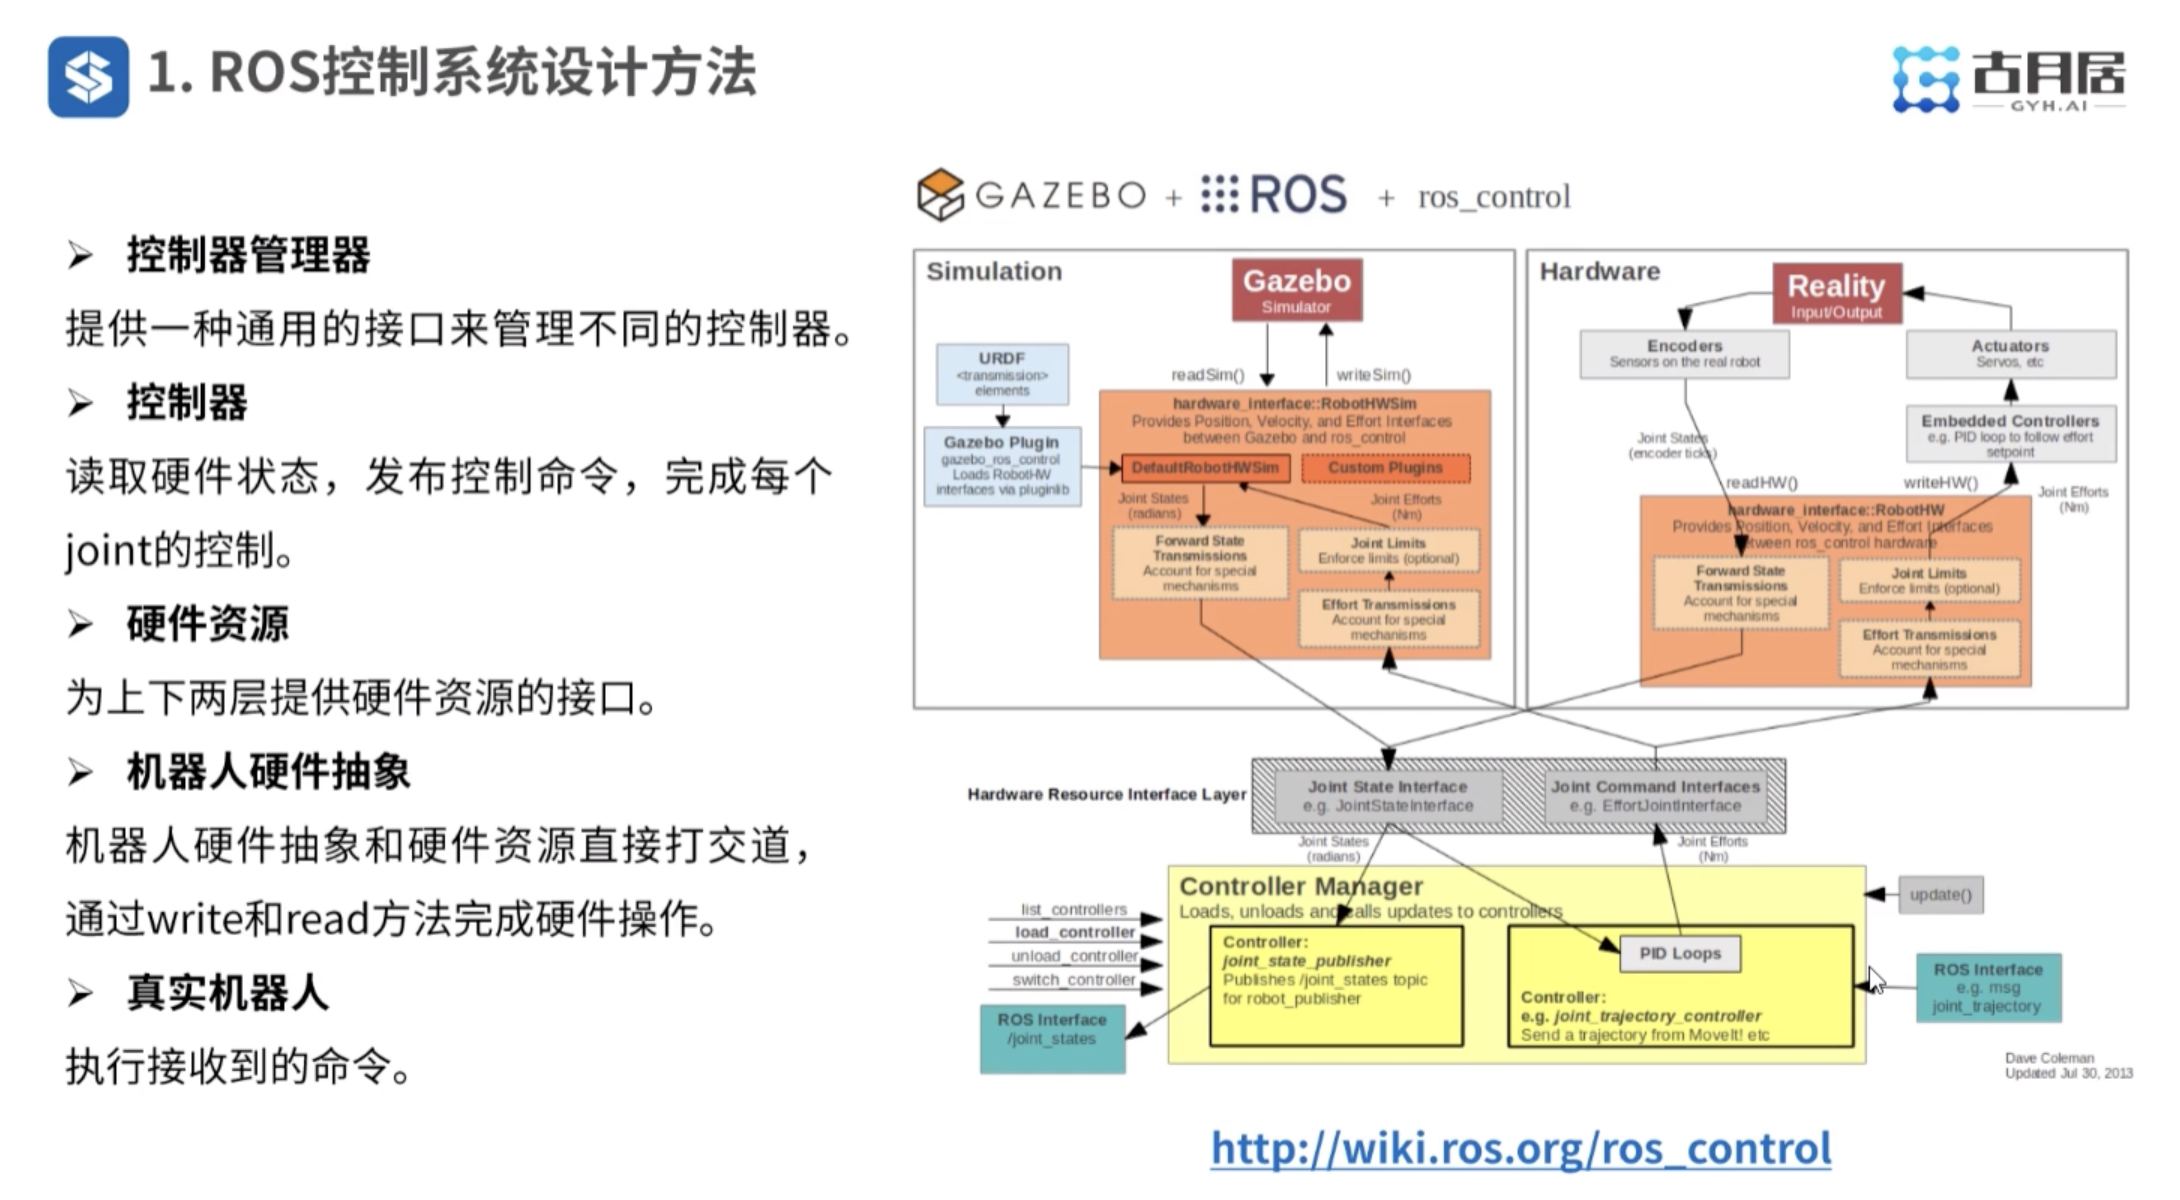 1. ROS控制系统设计方法
古月居
GYH.AI
➢ 控制器管理器
提供一种通用的接口来管理不同的控制器。
➢ 控制器
读取硬件状态，发布控制命令，完成每个
joint的控制。
➢ 硬件资源
为上下两层提供硬件资源的接口。
➢ 机器人硬件抽象
机器人硬件抽象和硬件资源直接打交道，
通过write和read方法完成硬件操作。
➢ 真实机器人
执行接收到的命令。
GAZEBO + ROS + ros_control
Simulation
Gazebo
Simulator
URDF
<transmission>
elements
readSim()
writeSim()
Gazebo Plugin
gazebo_ros_control
Loads RobotHW
interfaces via pluginlib
hardware_interface::RobotHWSim
Provides Position, Velocity, and Effort Interfaces
between Gazebo and ros_control
DefaultRobotHWSim
Custom Plugins
Joint States
(radians)
Joint Efforts
(Nm)
Forward State
Transmissions
Account for special
mechanisms
Joint Limits
Enforce limits (optional)
Effort Transmissions
Account for special
mechanisms
Hardware
Reality
Input/Output
Encoders
Sensors on the real robot
Actuators
Servos, etc
Embedded Controllers
e.g. PID loop to follow effort
setpoint
Joint States
(encoder ticks)
readHW()
writeHW()
Joint Efforts
(Nm)
hardware_interface::RobotHW
Provides Position, Velocity, and Effort Interfaces
between ros_control hardware
Forward State
Transmissions
Account for special
mechanisms
Joint Limits
Enforce limits (optional)
Effort Transmissions
Account for special
mechanisms
Hardware Resource Interface Layer
Joint State Interface
e.g. JointStateInterface
Joint Command Interfaces
e.g. EffortJointInterface
Joint States
(radians)
Joint Efforts
(Nm)
Controller Manager
Loads, unloads and calls updates to controllers
update()
list_controllers
load_controller
unload_controller
switch_controller
Controller:
joint_state_publisher
Publishes /joint_states topic
for robot_publisher
PID Loops
Controller:
e.g. joint_trajectory_controller
Send a trajectory from MoveIt! etc
ROS Interface
/joint_states
ROS Interface
e.g. msg
joint_trajectory
Dave Coleman
Updated Jul 30, 2013
http://wiki.ros.org/ros_control